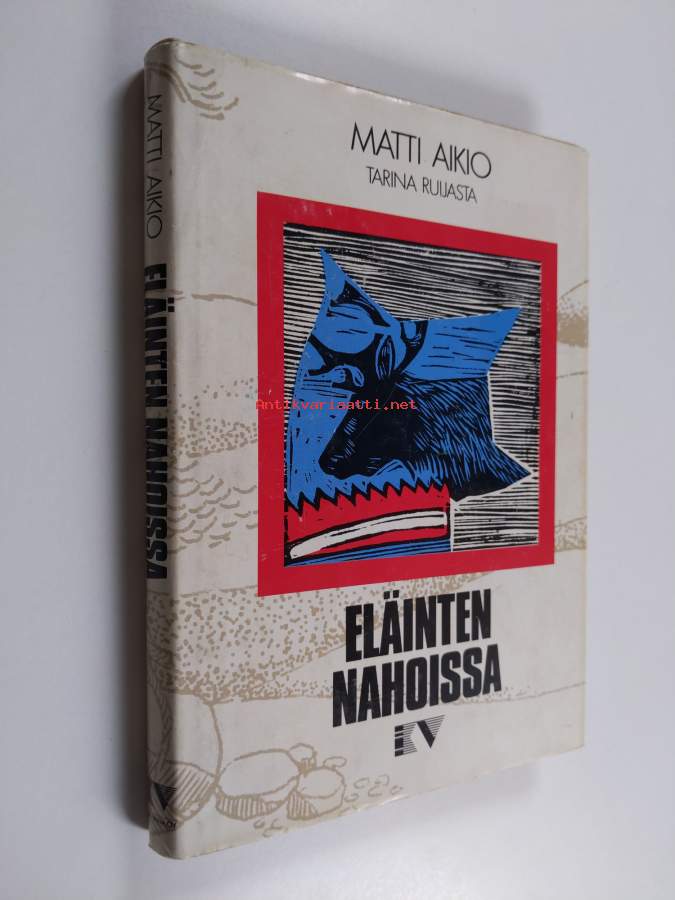 MATTI AIKIO
TARINA RUIJASTA
Antikvariaatti.net
ELÄINTEN
NAHOISSA
KV
MATTI AIKIO ELÄINTEN NAHOISSA